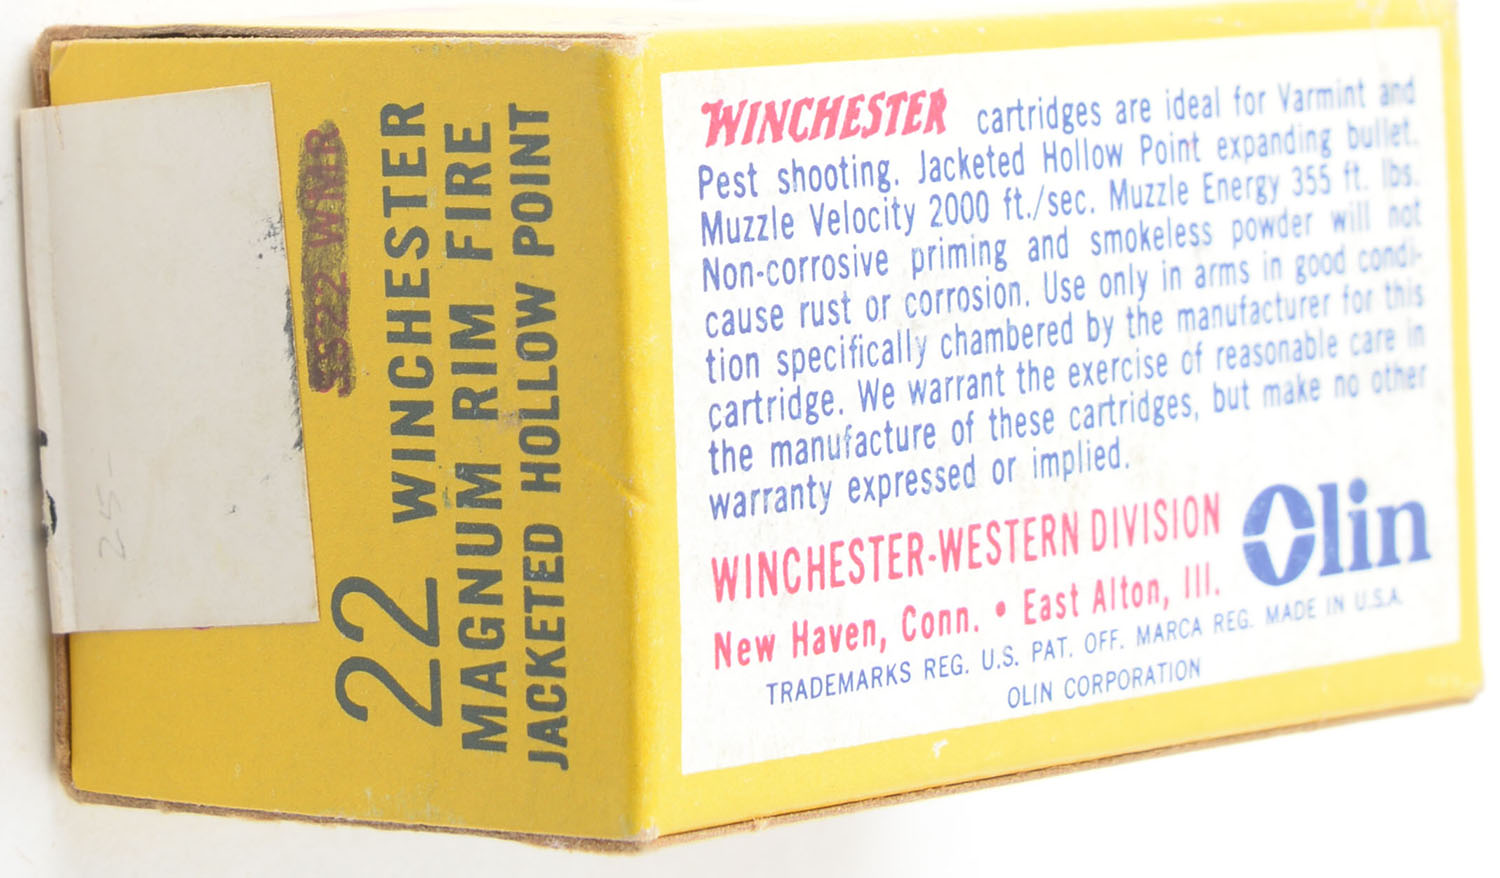 25-
SS22 WMR
22 WINCHESTER
MAGNUM RIM FIRE
JACKETED HOLLOW POINT
WINCHESTER cartridges are ideal for Varmint and
Pest shooting. Jacketed Hollow Point expanding bullet.
Muzzle Velocity 2000 ft./sec. Muzzle Energy 355 ft. lbs.
Non-corrosive priming and smokeless powder will not
cause rust or corrosion. Use only in arms in good condi-
tion specifically chambered by the manufacturer for this
cartridge. We warrant the exercise of reasonable care in
the manufacture of these cartridges, but make no other
warranty expressed or implied.
WINCHESTER-WESTERN DIVISION
New Haven, Conn. • East Alton, Ill.
Olin
TRADEMARKS REG. U.S. PAT. OFF. MARCA REG. MADE IN U.S.A.
OLIN CORPORATION